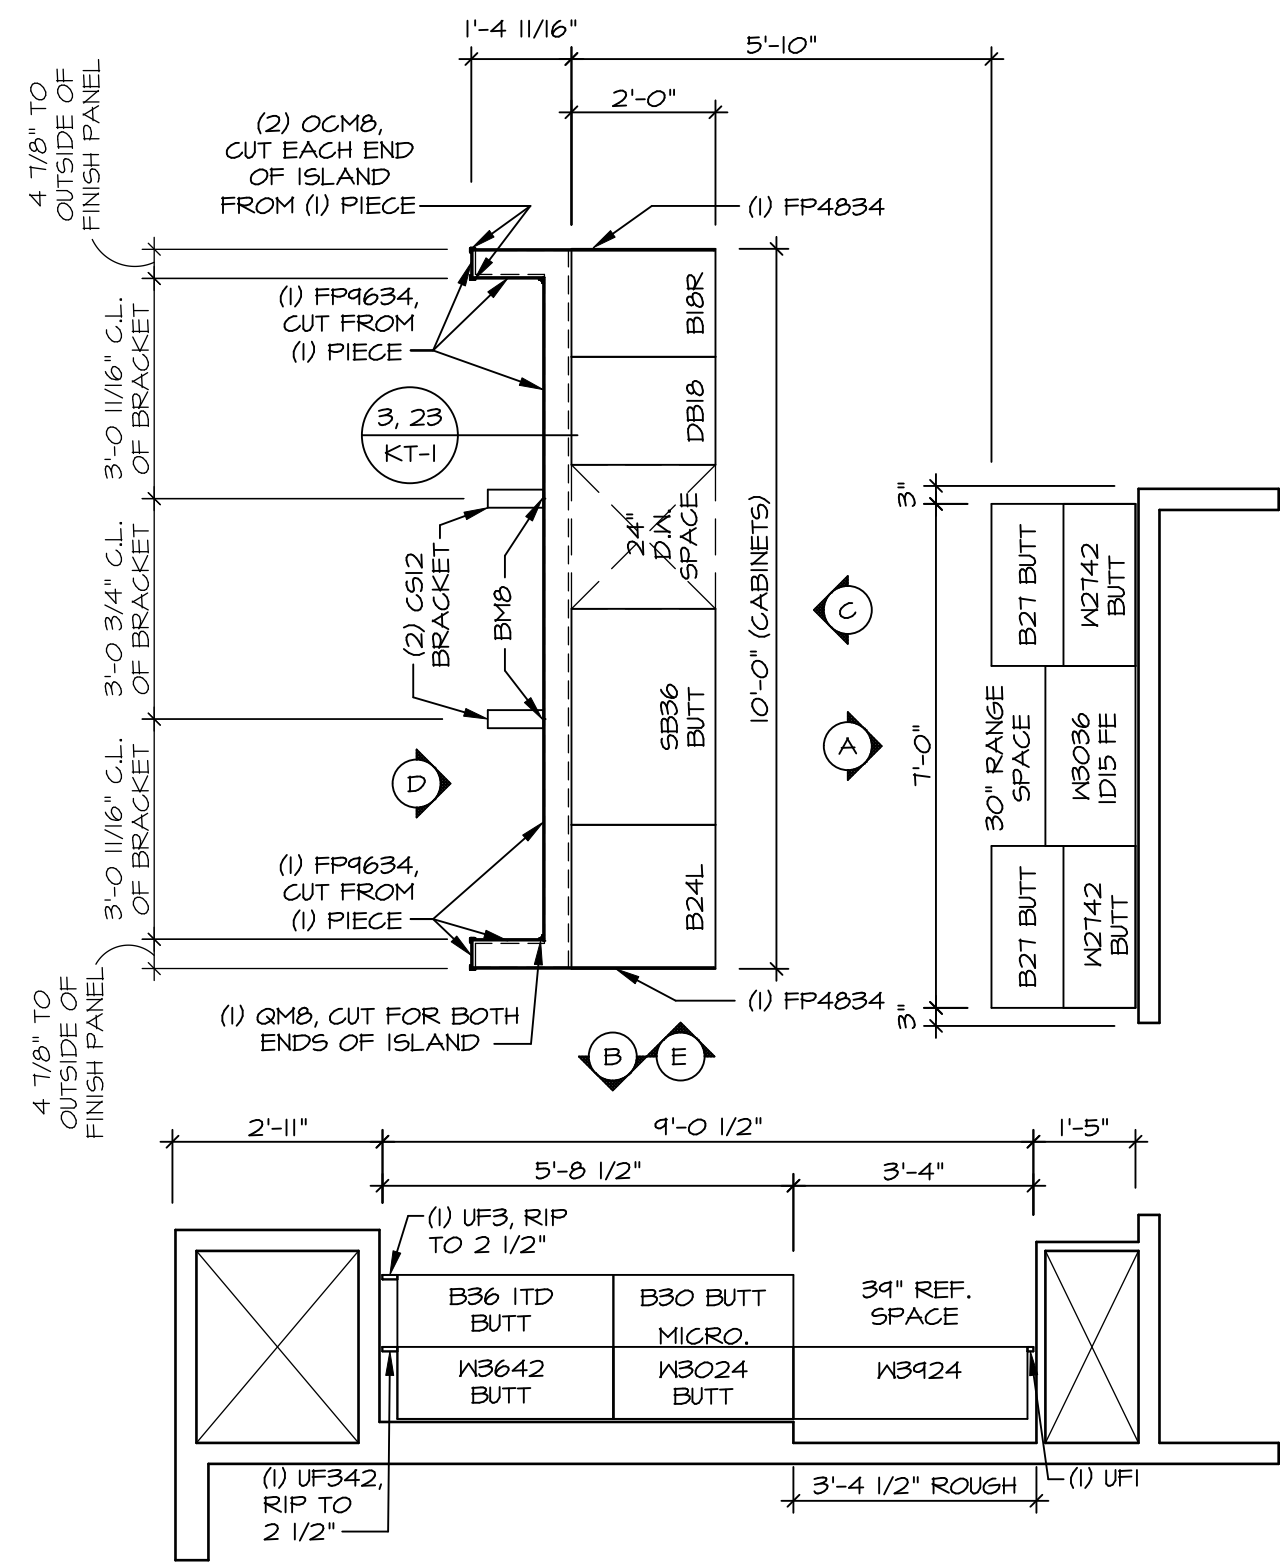 1'-4 11/16"
5'-10"
2'-0"
4 7/8" TO
OUTSIDE OF
FINISH PANEL
(2) OCM8,
CUT EACH END
OF ISLAND
FROM (1) PIECE
(1) FP4834
(1) FP9634,
CUT FROM
(1) PIECE
3'-0 11/16" C.L.
OF BRACKET
B18R
DB18
3, 23
KT-1
24"
D.W.
SPACE
10'-0" (CABINETS)
3'-0 3/4" C.L.
OF BRACKET
(2) CS12
BRACKET
BM8
SB36
BUTT
C
A
D
3"
7'-0"
3"
B27 BUTT
W2742
BUTT
30" RANGE
SPACE
W3036
1D15 FE
B27 BUTT
W2742
BUTT
3'-0 11/16" C.L.
OF BRACKET
(1) FP9634,
CUT FROM
(1) PIECE
B24L
4 7/8" TO
OUTSIDE OF
FINISH PANEL
(1) QM8, CUT FOR BOTH
ENDS OF ISLAND
(1) FP4834
B
E
2'-11"
9'-0 1/2"
1'-5"
5'-8 1/2"
3'-4"
(1) UF3, RIP
TO 2 1/2"
B36 1TD
BUTT
B30 BUTT
MICRO.
39" REF.
SPACE
W3642
BUTT
W3024
BUTT
W3924
(1) UF342,
RIP TO
2 1/2"
3'-4 1/2" ROUGH
(1) UF1